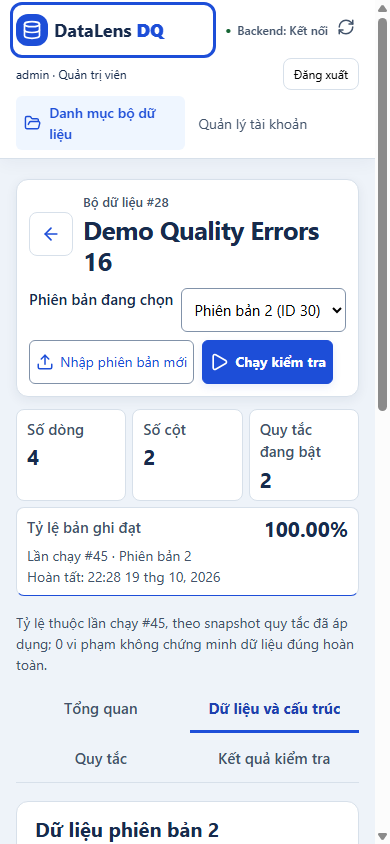 DataLens DQ
Backend: Kết nối
admin · Quản trị viên
Đăng xuất
Danh mục bộ dữ
liệu
Quản lý tài khoản
Bộ dữ liệu #28
Demo Quality Errors
16
Phiên bản đang chọn
Phiên bản 2 (ID 30)
Nhập phiên bản mới
Chạy kiểm tra
Số dòng
4
Số cột
2
Quy tắc
đang bật
2
Tỷ lệ bản ghi đạt
100.00%
Lần chạy #45 · Phiên bản 2
Hoàn tất: 22:28 19 thg 10, 2026
Tỷ lệ thuộc lần chạy #45, theo snapshot quy tắc đã áp
dụng; 0 vi phạm không chứng minh dữ liệu đúng hoàn
toàn.
Tổng quan
Dữ liệu và cấu trúc
Quy tắc
Kết quả kiểm tra
Dữ liệu phiên bản 2